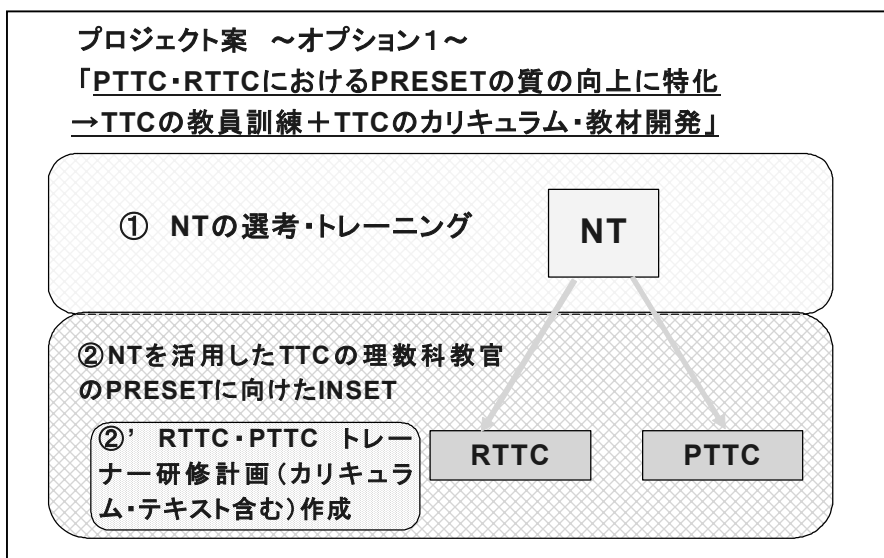 プロジェクト案 ～オプション１～
「PTTC・RTTCにおけるPRESETの質の向上に特化
→TTCの教員訓練＋TTCのカリキュラム・教材開発」
① NTの選考・トレーニング
NT
②NTを活用したTTCの理数科教官
のPRESETに向けたINSET
②’ RTTC・PTTC トレー
ナー研修計画（カリキュラ
ム・テキスト含む）作成
RTTC
PTTC